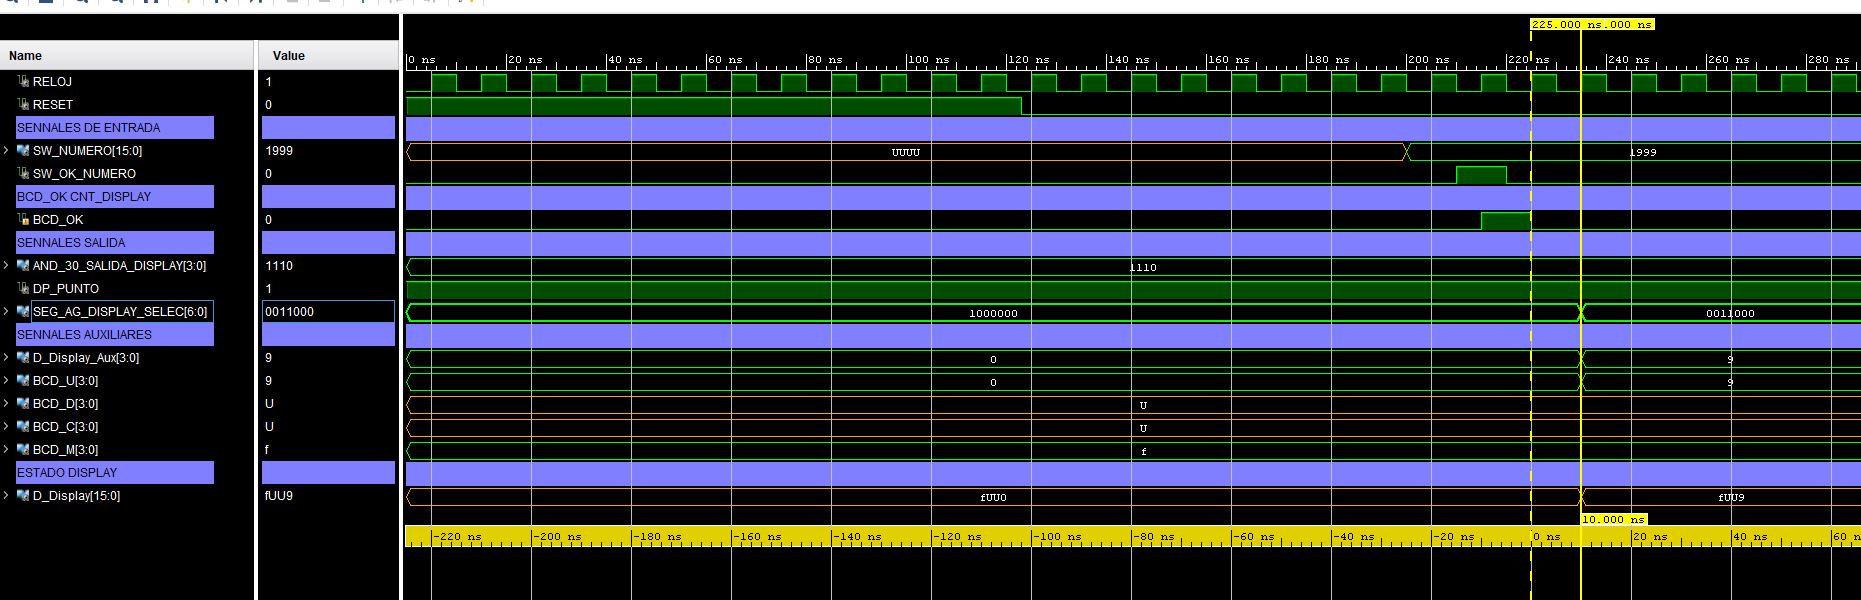 225.000 ns.000 ns
Name Value
0 ns 20 ns 40 ns 60 ns 80 ns 100 ns 120 ns 140 ns 160 ns 180 ns 200 ns 220 ns 240 ns 260 ns 280 ns
RELOJ 1
RESET 0
SENNALES DE ENTRADA
SW_NUMERO[15:0] 1999 UUUU 1999
SW_OK_NUMERO 0
BCD_OK CNT_DISPLAY
BCD_OK 0
SENNALES SALIDA
AND_30_SALIDA_DISPLAY[3:0] 1110 1110
DP_PUNTO 1
SEG_AG_DISPLAY_SELEC[6:0] 0011000 1000000 0011000
SENNALES AUXILIARES
D_Display_Aux[3:0] 9 0 9
BCD_U[3:0] 9 0 9
BCD_D[3:0] U U
BCD_C[3:0] U U
BCD_M[3:0] f f
ESTADO DISPLAY
D_Display[15:0] fUU9 fUU0 fUU9
10.000 ns
-220 ns -200 ns -180 ns -160 ns -140 ns -120 ns -100 ns -80 ns -60 ns -40 ns -20 ns 0 ns 20 ns 40 ns 60 n